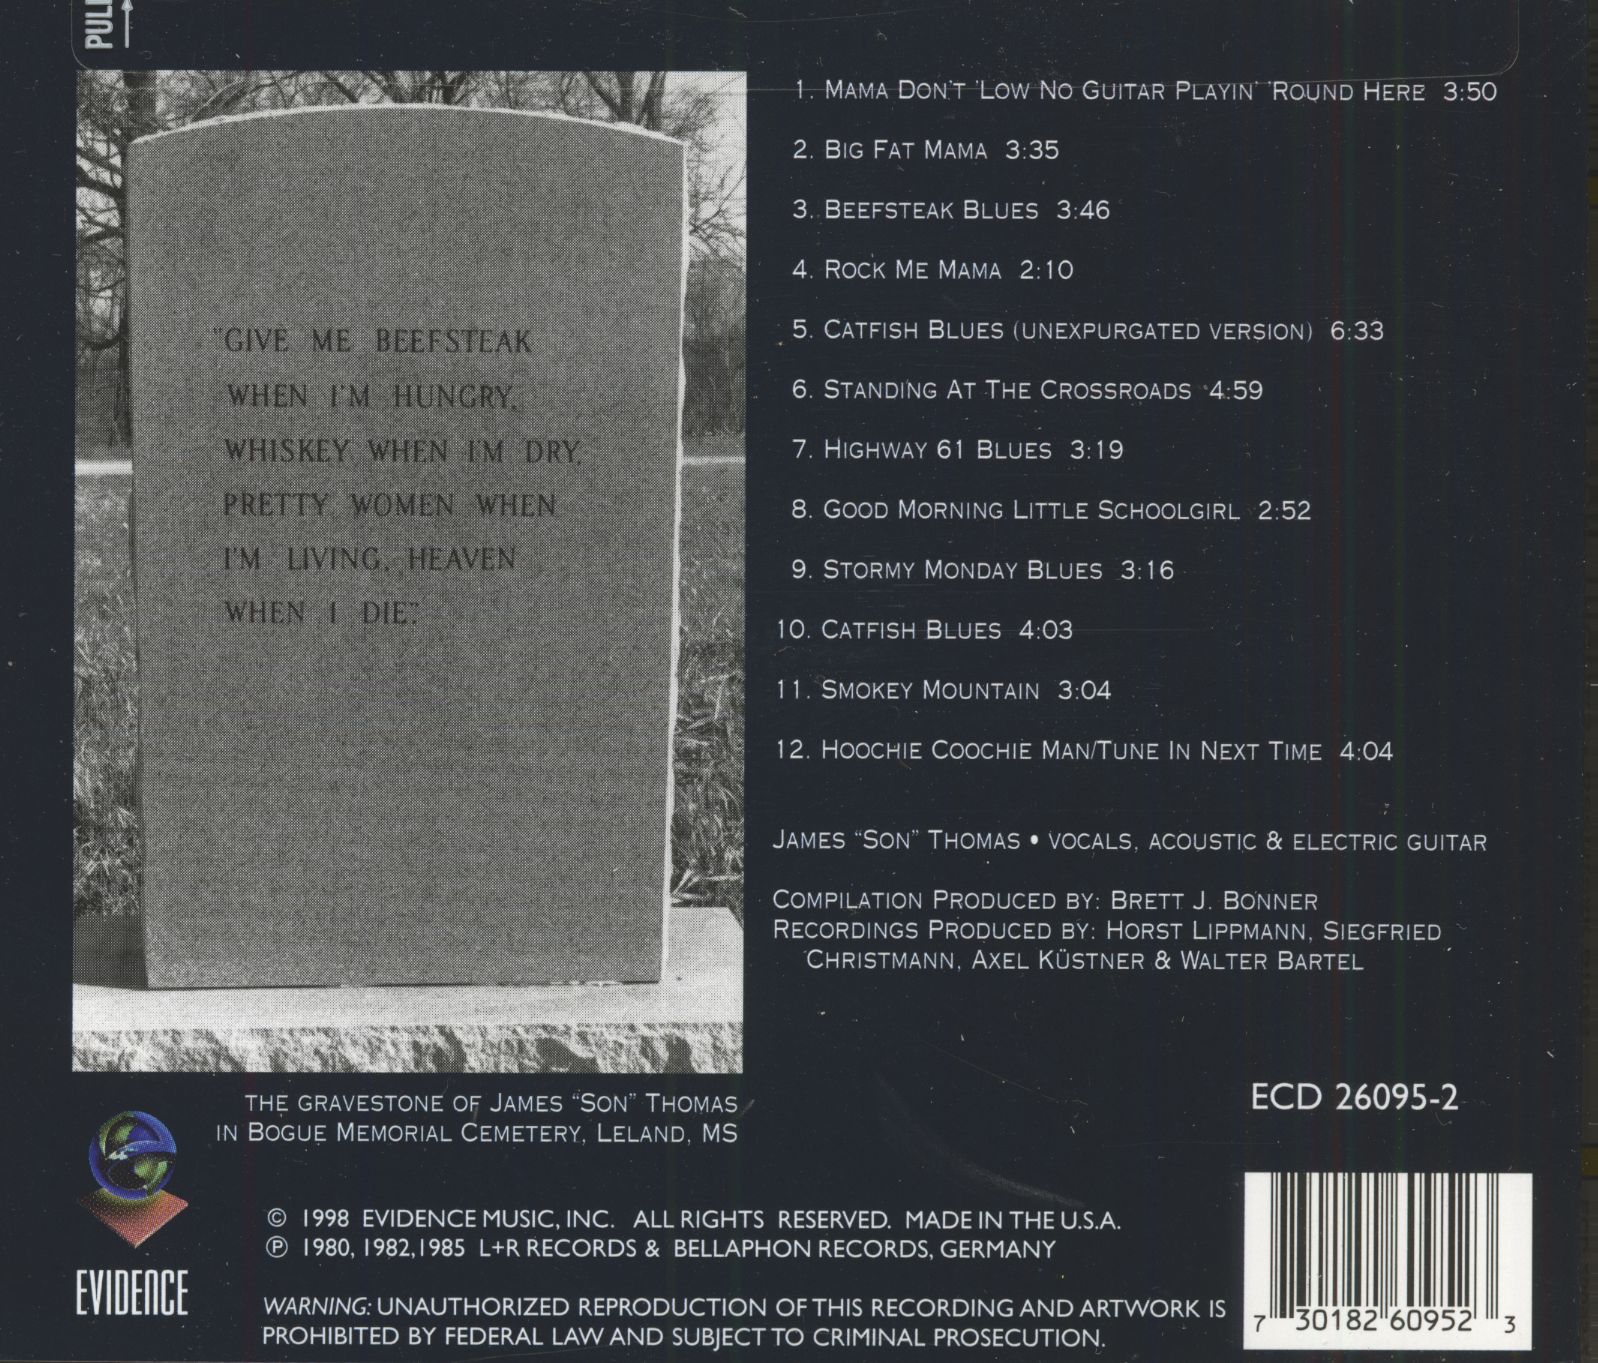 PULL
"GIVE ME BEEFSTEAK
WHEN I'M HUNGRY,
WHISKEY WHEN I'M DRY,
PRETTY WOMEN WHEN
I'M LIVING, HEAVEN
WHEN I DIE".
THE GRAVESTONE OF JAMES “SON” THOMAS
IN BOGUE MEMORIAL CEMETERY, LELAND, MS
1. MAMA DON'T 'LOW NO GUITAR PLAYIN' 'ROUND HERE 3:50
2. BIG FAT MAMA 3:35
3. BEEFSTEAK BLUES 3:46
4. ROCK ME MAMA 2:10
5. CATFISH BLUES (UNEXPURGATED VERSION) 6:33
6. STANDING AT THE CROSSROADS 4:59
7. HIGHWAY 61 BLUES 3:19
8. GOOD MORNING LITTLE SCHOOLGIRL 2:52
9. STORMY MONDAY BLUES 3:16
10. CATFISH BLUES 4:03
11. SMOKEY MOUNTAIN 3:04
12. HOOCHIE COOCHIE MAN/TUNE IN NEXT TIME 4:04
JAMES “SON” THOMAS • VOCALS, ACOUSTIC & ELECTRIC GUITAR
COMPILATION PRODUCED BY: BRETT J. BONNER
RECORDINGS PRODUCED BY: HORST LIPPMANN, SIEGFRIED
CHRISTMANN, AXEL KÜSTNER & WALTER BARTEL
ECD 26095-2
EVIDENCE
© 1998 EVIDENCE MUSIC, INC. ALL RIGHTS RESERVED. MADE IN THE U.S.A.
℗ 1980, 1982,1985 L+R RECORDS & BELLAPHON RECORDS, GERMANY
WARNING: UNAUTHORIZED REPRODUCTION OF THIS RECORDING AND ARTWORK IS
PROHIBITED BY FEDERAL LAW AND SUBJECT TO CRIMINAL PROSECUTION.
7 30182 60952 3